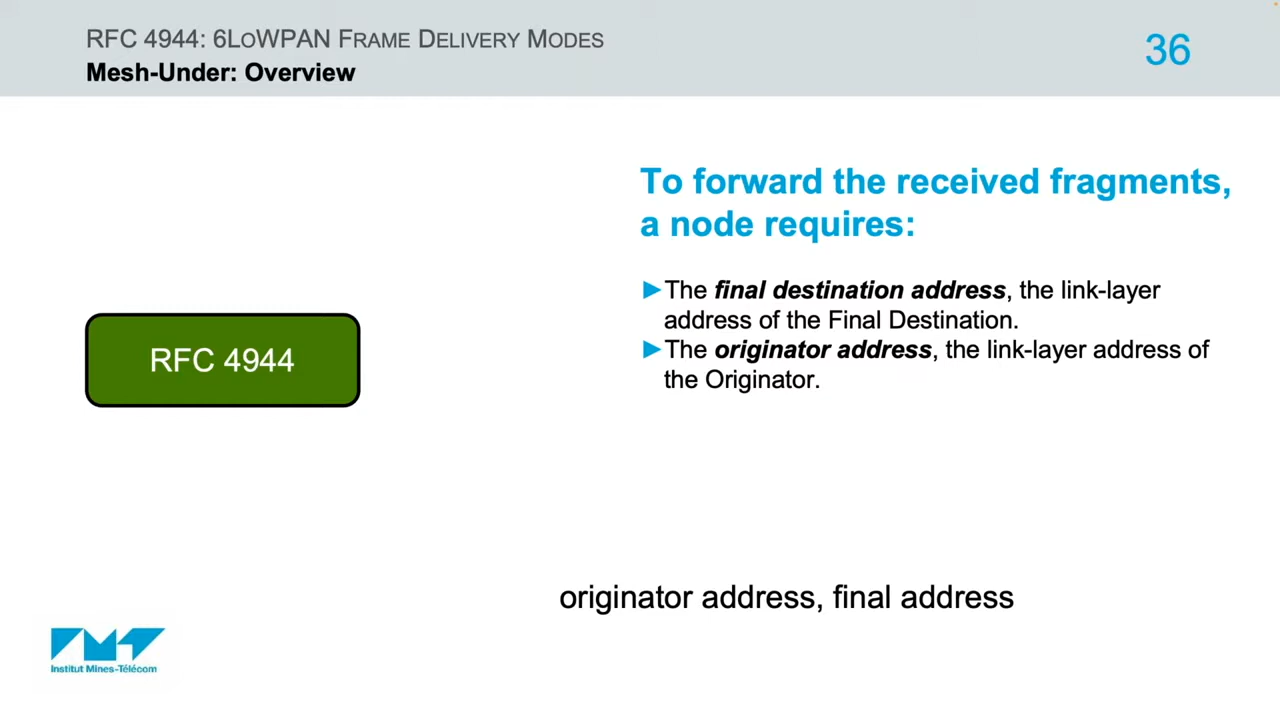 RFC 4944: 6LoWPAN Frame Delivery Modes
Mesh-Under: Overview
36
To forward the received fragments,
a node requires:
►The final destination address, the link-layer
address of the Final Destination.
►The originator address, the link-layer address of
the Originator.
RFC 4944
originator address, final address
Institut Mines-Télécom